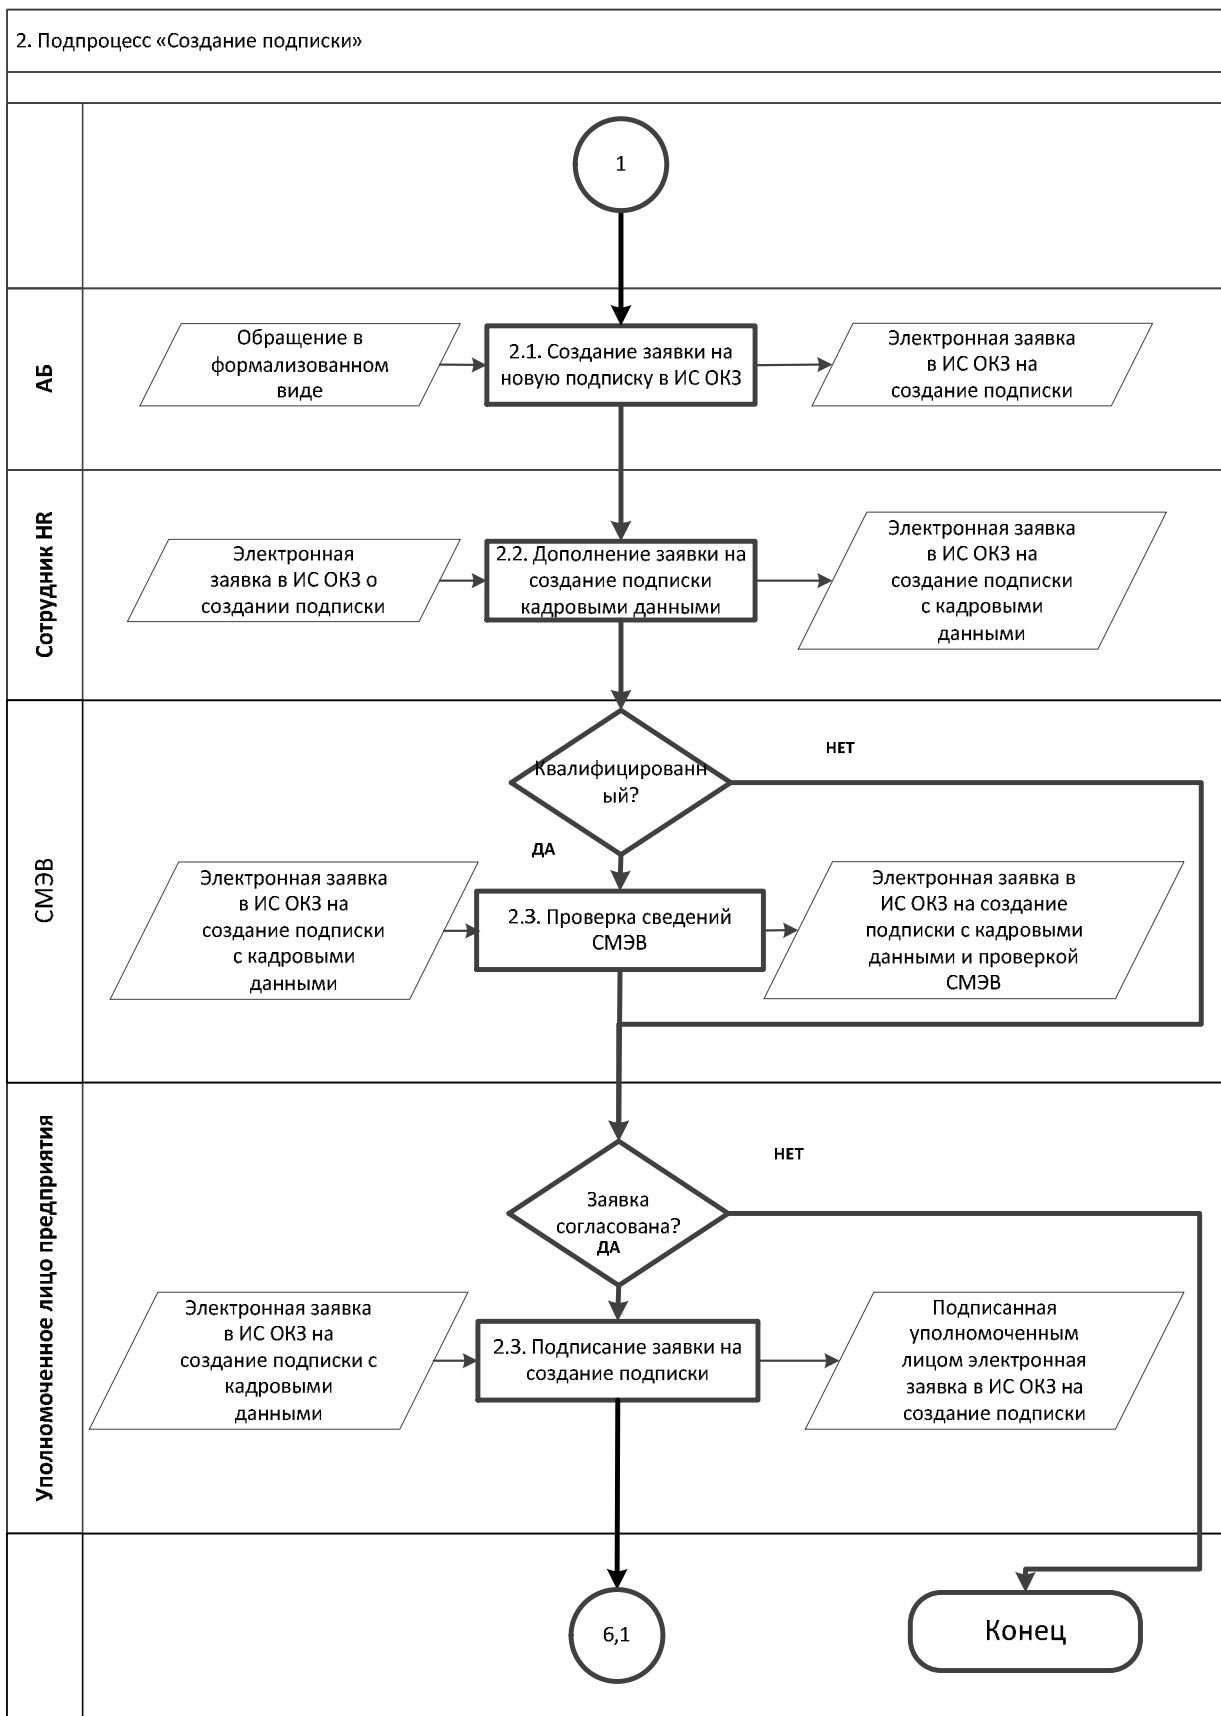 2. Подпроцесс «Создание подписки»
1
АБ
Обращение в
формализованном
виде
2.1. Создание заявки на
новую подписку в ИС ОКЗ
Электронная заявка
в ИС ОКЗ на
создание подписки
Сотрудник HR
Электронная
заявка в ИС ОКЗ о
создании подписки
2.2. Дополнение заявки на
создание подписки
кадровыми данными
Электронная заявка
в ИС ОКЗ на
создание подписки
с кадровыми
данными
СМЭВ
Квалифицированн
ый?
НЕТ
ДА
Электронная заявка
в ИС ОКЗ на
создание подписки
с кадровыми
данными
2.3. Проверка сведений
СМЭВ
Электронная заявка в
ИС ОКЗ на создание
подписки с кадровыми
данными и проверкой
СМЭВ
Уполномоченное лицо предприятия
Заявка
согласована?
НЕТ
ДА
Электронная заявка
в ИС ОКЗ на
создание подписки с
кадровыми
данными
2.3. Подписание заявки на
создание подписки
Подписанная
уполномоченным
лицом электронная
заявка в ИС ОКЗ на
создание подписки
6,1
Конец